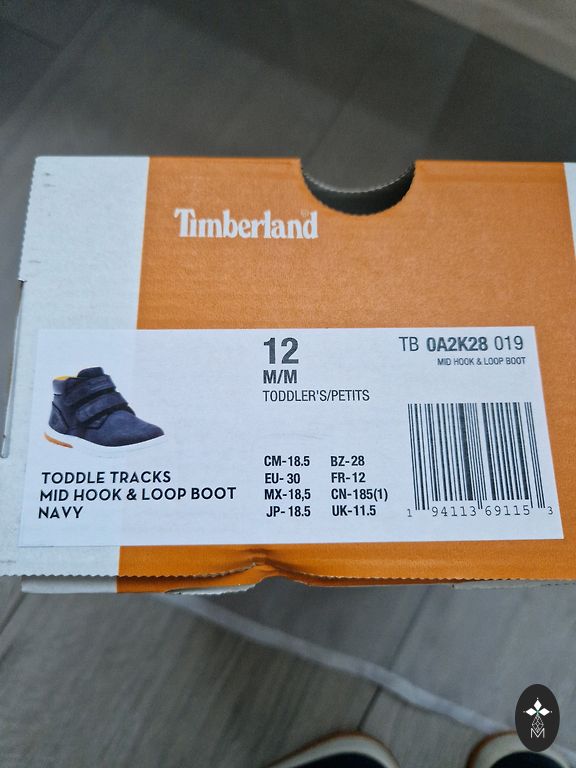 Timberland
12
M/M
TODDLER'S/PETITS
TB 0A2K28 019
MID HOOK & LOOP BOOT
TODDLE TRACKS
MID HOOK & LOOP BOOT
NAVY
CM-18.5 BZ-28
EU- 30 FR-12
MX-18,5 CN-185(1)
JP- 18.5 UK-11.5
1 94113 69115 3
M